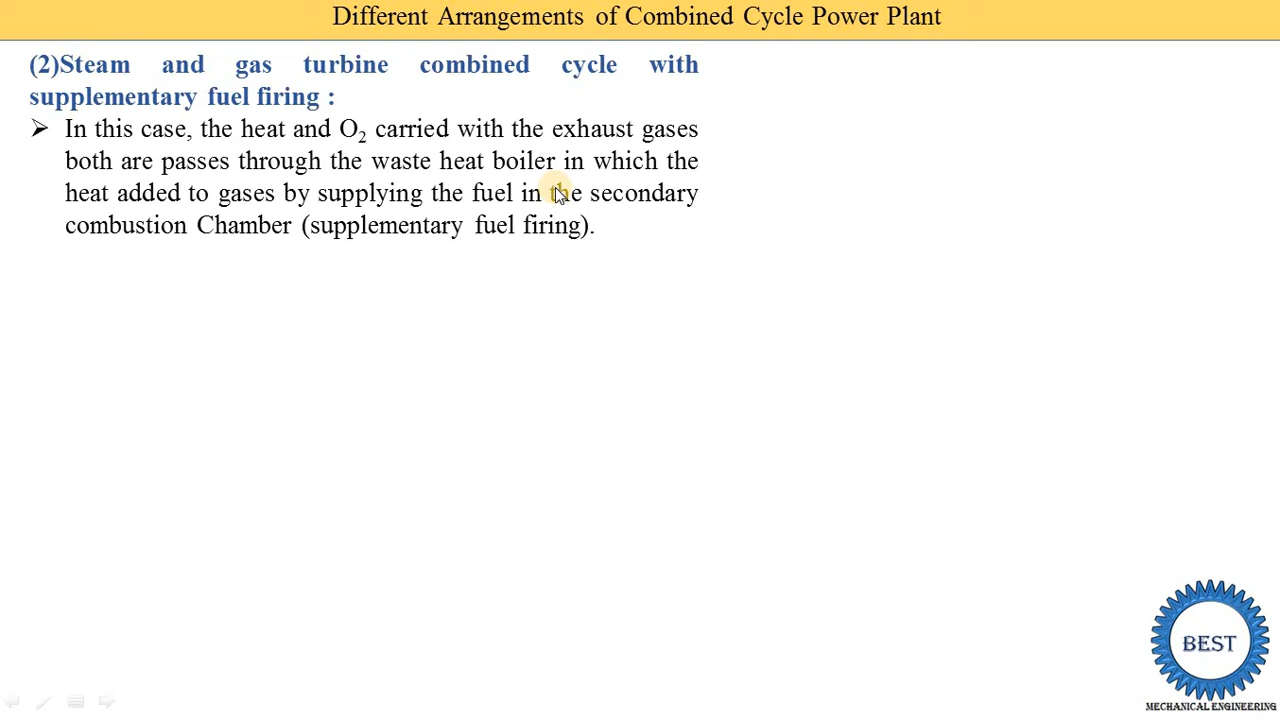 Different Arrangements of Combined Cycle Power Plant
(2)Steam and gas turbine combined cycle with
supplementary fuel firing :
➢ In this case, the heat and O₂ carried with the exhaust gases
both are passes through the waste heat boiler in which the
heat added to gases by supplying the fuel in the secondary
combustion Chamber (supplementary fuel firing).
BEST
MECHANICAL ENGINEERING